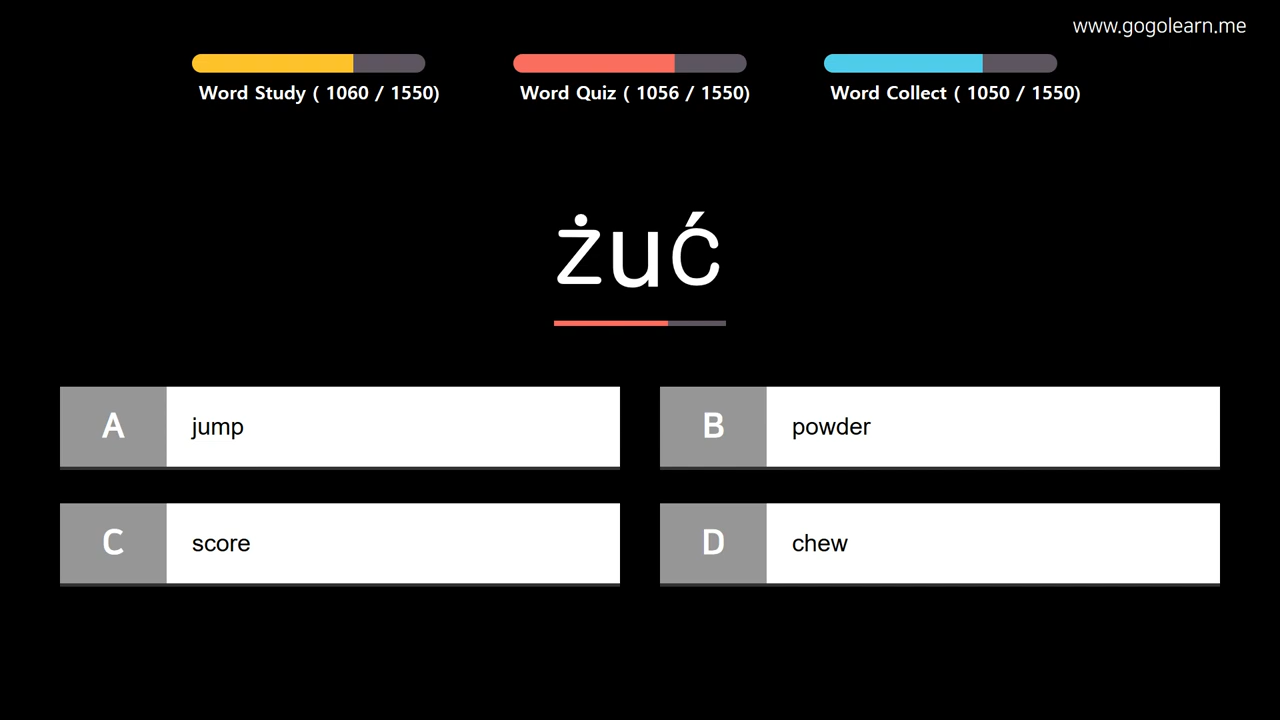 www.gogolearn.me
Word Study ( 1060 / 1550)
Word Quiz ( 1056 / 1550)
Word Collect ( 1050 / 1550)
żuć
A jump
B powder
C score
D chew